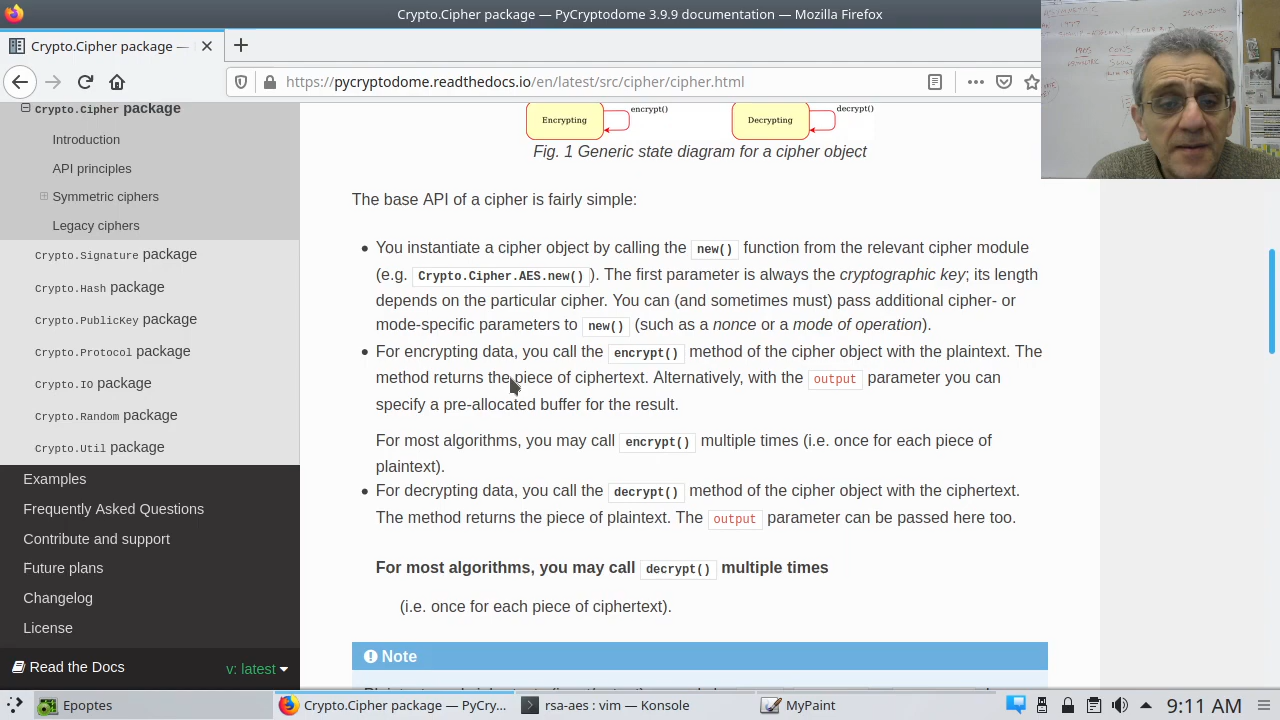 Crypto.Cipher package — PyCryptodome 3.9.9 documentation — Mozilla Firefox
Crypto.Cipher package —
https://pycryptodome.readthedocs.io/en/latest/src/cipher/cipher.html
Crypto.Cipher package
Introduction
API principles
Symmetric ciphers
Legacy ciphers
Crypto.Signature package
Crypto.Hash package
Crypto.PublicKey package
Crypto.Protocol package
Crypto.IO package
Crypto.Random package
Crypto.Util package
Examples
Frequently Asked Questions
Contribute and support
Future plans
Changelog
License
Read the Docs
v: latest
Encrypting
encrypt()
Decrypting
decrypt()
Fig. 1 Generic state diagram for a cipher object
The base API of a cipher is fairly simple:
You instantiate a cipher object by calling the new() function from the relevant cipher module
(e.g. Crypto.Cipher.AES.new() ). The first parameter is always the cryptographic key; its length
depends on the particular cipher. You can (and sometimes must) pass additional cipher- or
mode-specific parameters to new() (such as a nonce or a mode of operation).
For encrypting data, you call the encrypt() method of the cipher object with the plaintext. The
method returns the piece of ciphertext. Alternatively, with the output parameter you can
specify a pre-allocated buffer for the result.
For most algorithms, you may call encrypt() multiple times (i.e. once for each piece of
plaintext).
For decrypting data, you call the decrypt() method of the cipher object with the ciphertext.
The method returns the piece of plaintext. The output parameter can be passed here too.
For most algorithms, you may call decrypt() multiple times
(i.e. once for each piece of ciphertext).
Note
Epoptes
Crypto.Cipher package — PyCry...
rsaaes : vim — Konsole
MyPaint
9:11 AM